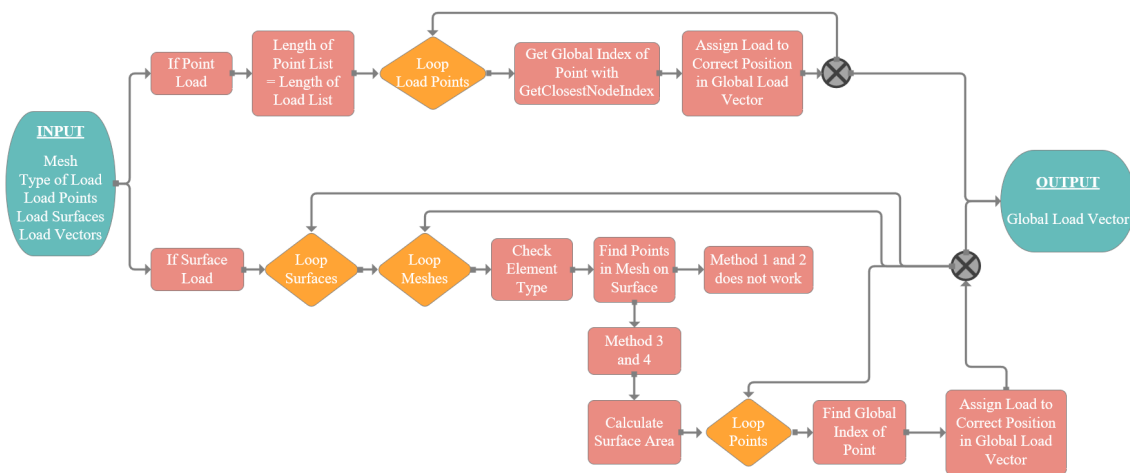 INPUT
Mesh
Type of Load
Load Points
Load Surfaces
Load Vectors
If Point
Load
Length of
Point List
= Length of
Load List
Loop
Load Points
Get Global Index of
Point with
GetClosestNodeIndex
Assign Load to
Correct Position
in Global Load
Vector
If Surface
Load
Loop
Surfaces
Loop
Meshes
Check
Element
Type
Find Points
in Mesh on
Surface
Method 1 and 2
does not work
Method 3
and 4
Calculate
Surface Area
Loop
Points
Find Global
Index of
Point
Assign Load to
Correct Position
in Global Load
Vector
OUTPUT
Global Load Vector